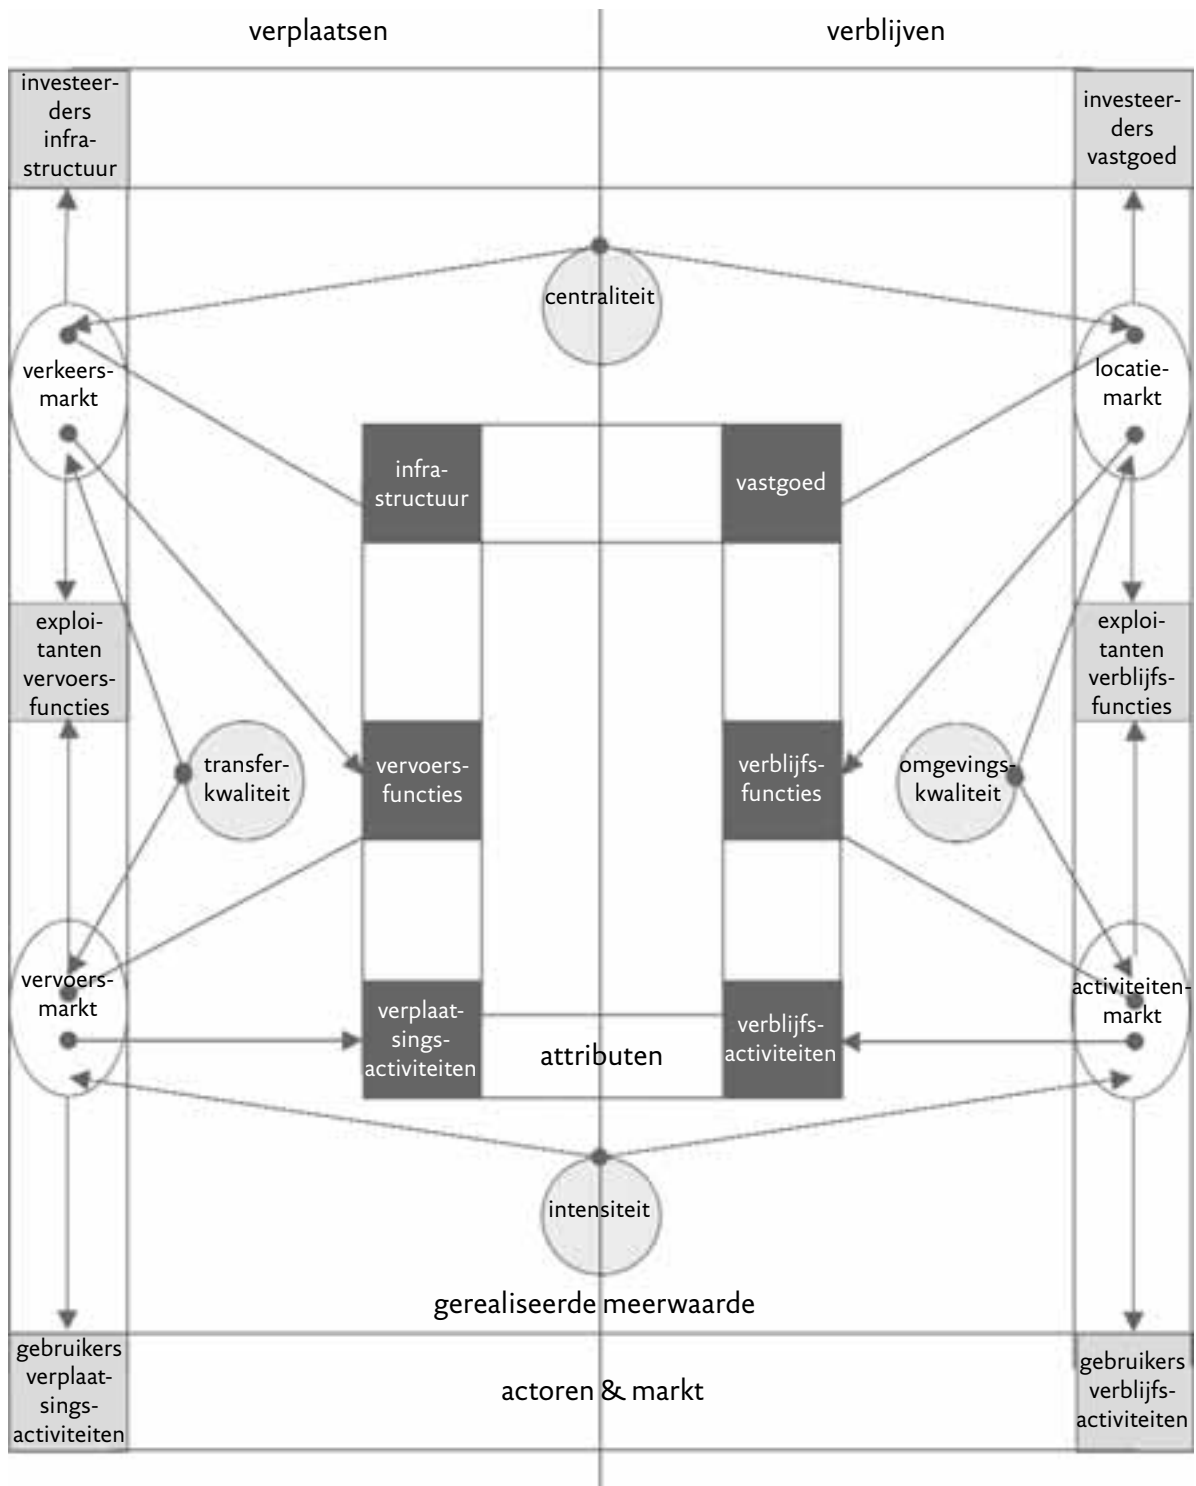 verplaatsen
verblijven
investeer-
ders
infra-
structuur
investeer-
ders
vastgoed
centraliteit
verkeers-
markt
locatie-
markt
infra-
structuur
vastgoed
exploi-
tanten
vervoers-
functies
exploi-
tanten
verblijfs-
functies
transfer-
kwaliteit
vervoers-
functies
verblijfs-
functies
omgevings-
kwaliteit
vervoers-
markt
activiteiten-
markt
verplaat-
sings-
activiteiten
attributen
verblijfs-
activiteiten
intensiteit
gerealiseerde meerwaarde
gebruikers
verplaat-
sings-
activiteiten
actoren & markt
gebruikers
verblijfs-
activiteiten